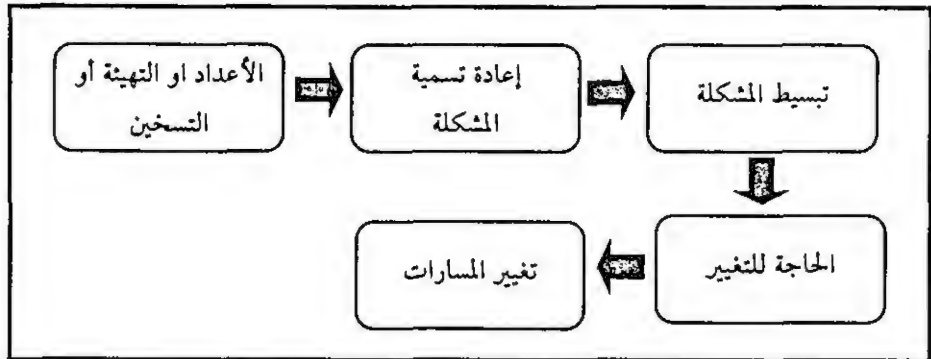 الأعداد او التهيئة أو
التسخين
إعادة تسمية
المشكلة
تبسيط المشكلة
الحاجة للتغيير
تغيير المسارات